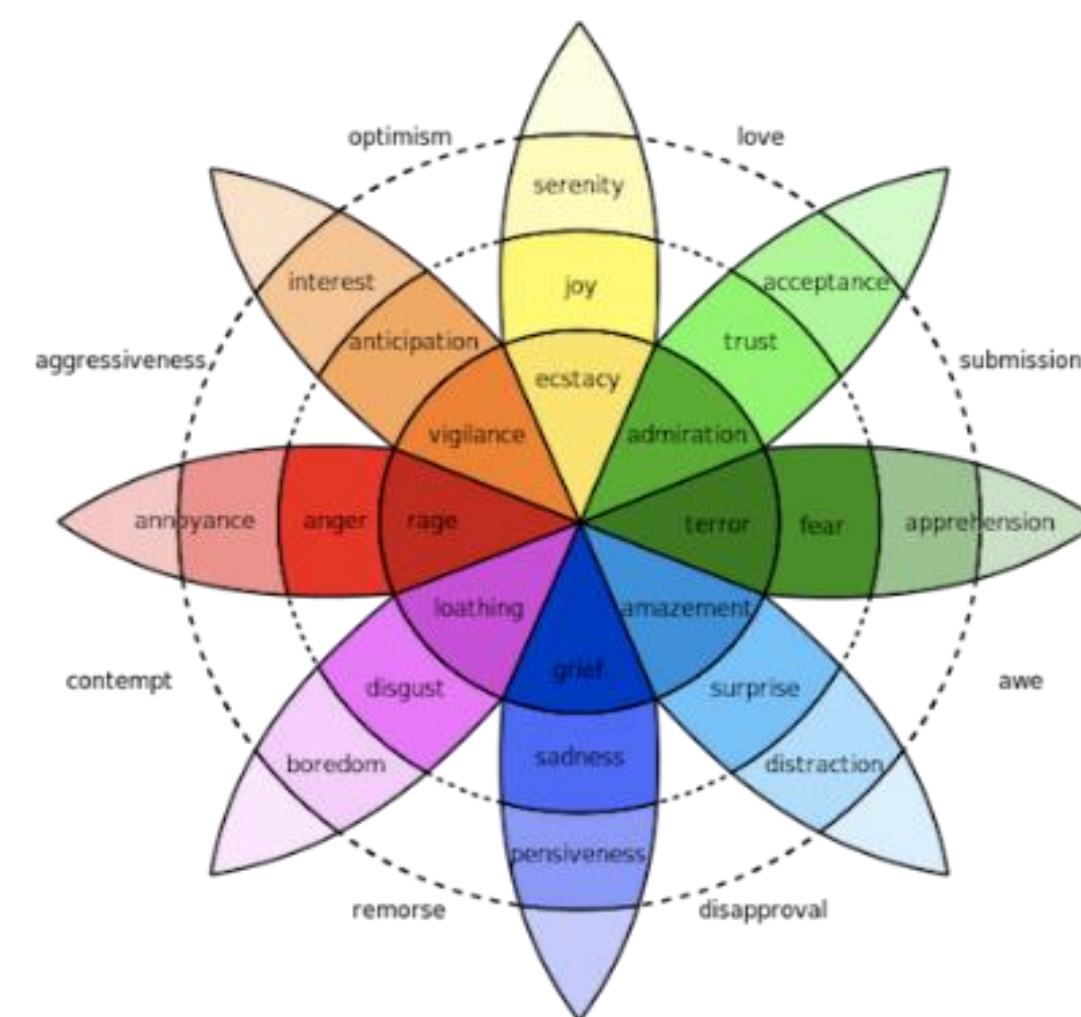 optimism
love
serenity
interest
joy
acceptance
anticipation
trust
aggressiveness
submission
ecstacy
vigilance
admiration
annoyance
anger
rage
terror
fear
apprehension
loathing
amazement
contempt
grief
awe
disgust
surprise
boredom
sadness
distraction
pensiveness
remorse
disapproval